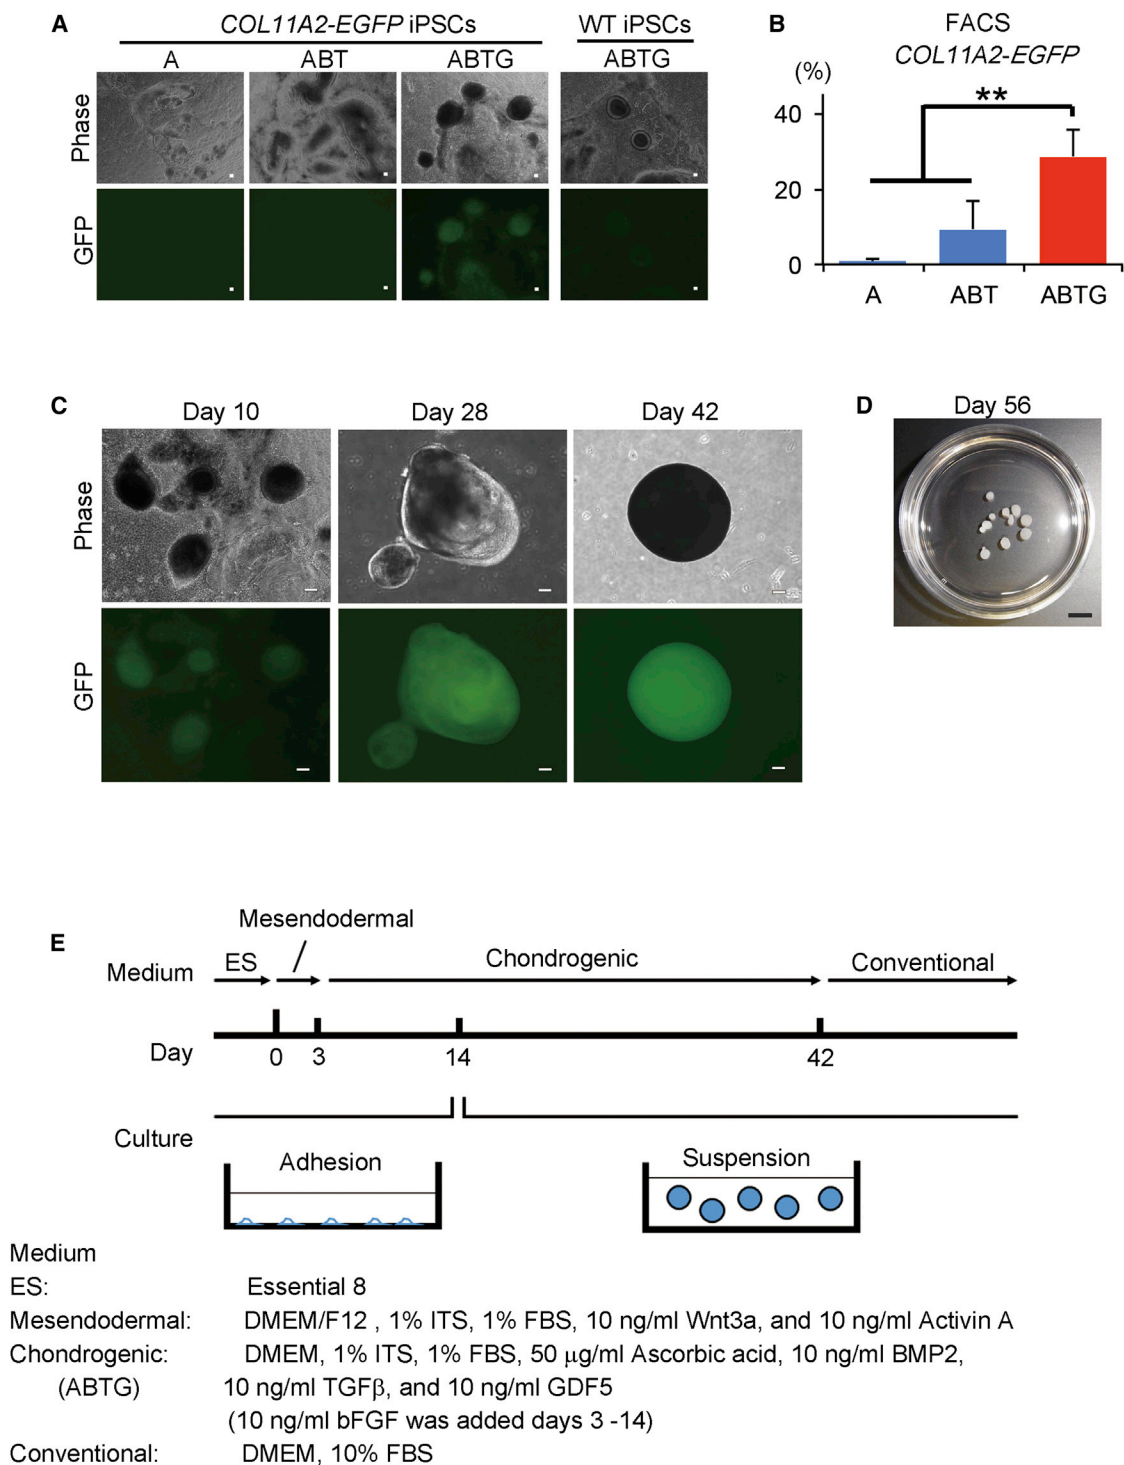 A
COL11A2-EGFP iPSCs
WT iPSCs
A
ABT
ABTG
ABTG
Phase
GFP
B
FACS
COL11A2-EGFP
(%)
**
40
20
0
A
ABT
ABTG
C
Day 10
Day 28
Day 42
Phase
GFP
D
Day 56
E
Mesendodermal
Medium
ES
Chondrogenic
Conventional
Day
0
3
14
42
Culture
Adhesion
Suspension
Medium
ES: Essential 8
Mesendodermal: DMEM/F12 , 1% ITS, 1% FBS, 10 ng/ml Wnt3a, and 10 ng/ml Activin A
Chondrogenic: DMEM, 1% ITS, 1% FBS, 50 μg/ml Ascorbic acid, 10 ng/ml BMP2,
(ABTG) 10 ng/ml TGFβ, and 10 ng/ml GDF5
(10 ng/ml bFGF was added days 3 -14)
Conventional: DMEM, 10% FBS